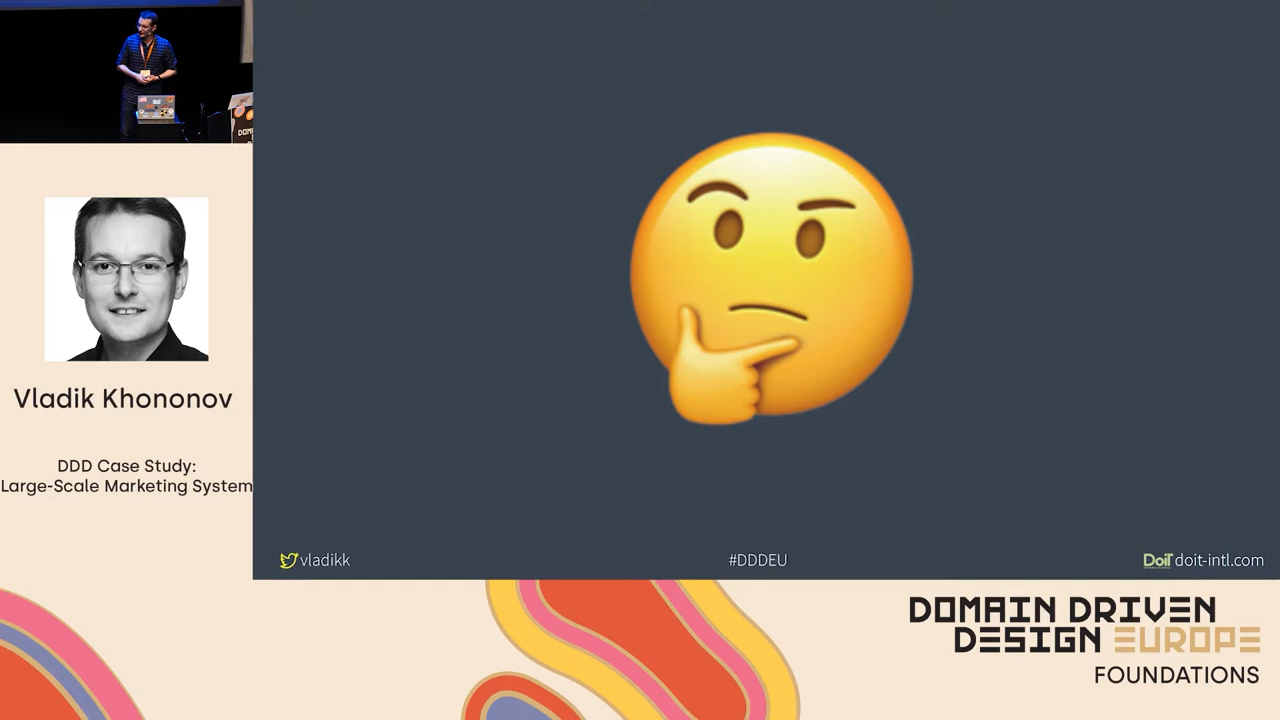 Vladik Khononov
DDD Case Study:
Large-Scale Marketing System
vladikk
#DDDEU
DoiT doit-intl.com
DOMAIN DRIVEN
DESIGN EUROPE
FOUNDATIONS